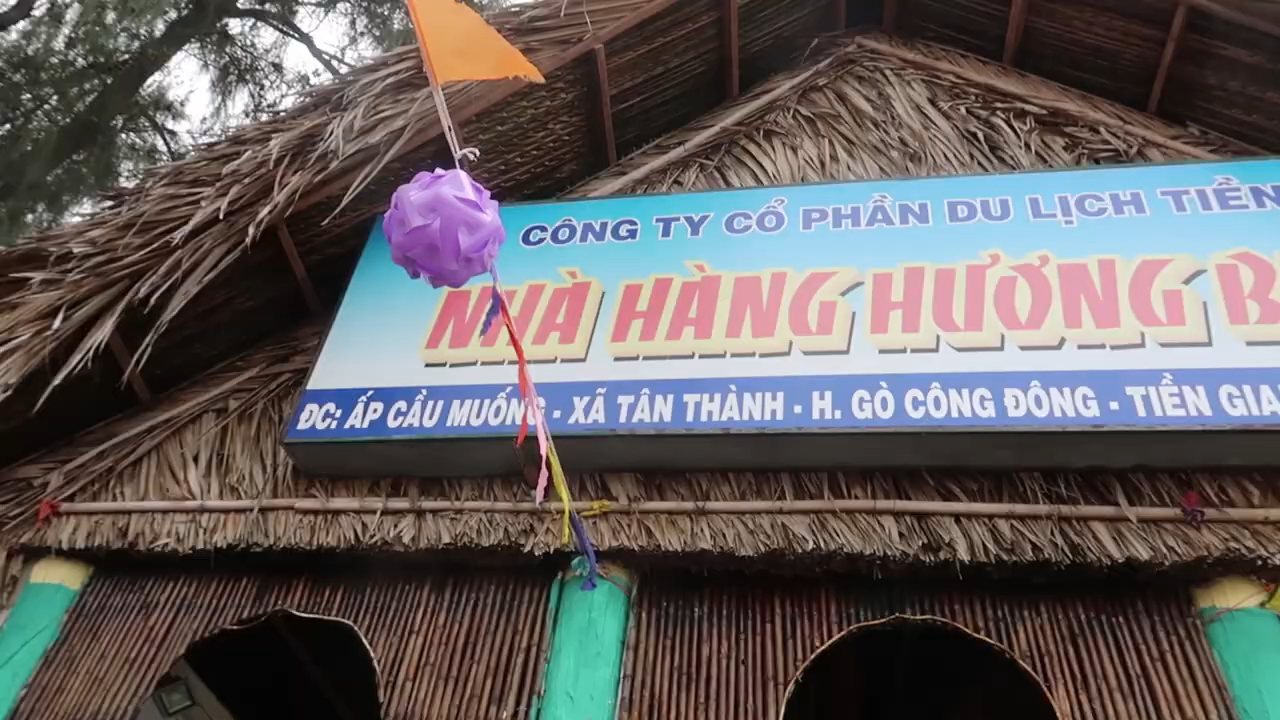 CÔNG TY CỔ PHẦN DU LỊCH TIỀN
NHÀ HÀNG HƯƠNG B
ĐC: ẤP CẦU MUỐNG - XÃ TÂN THÀNH - H. GÒ CÔNG ĐÔNG - TIỀN GIA